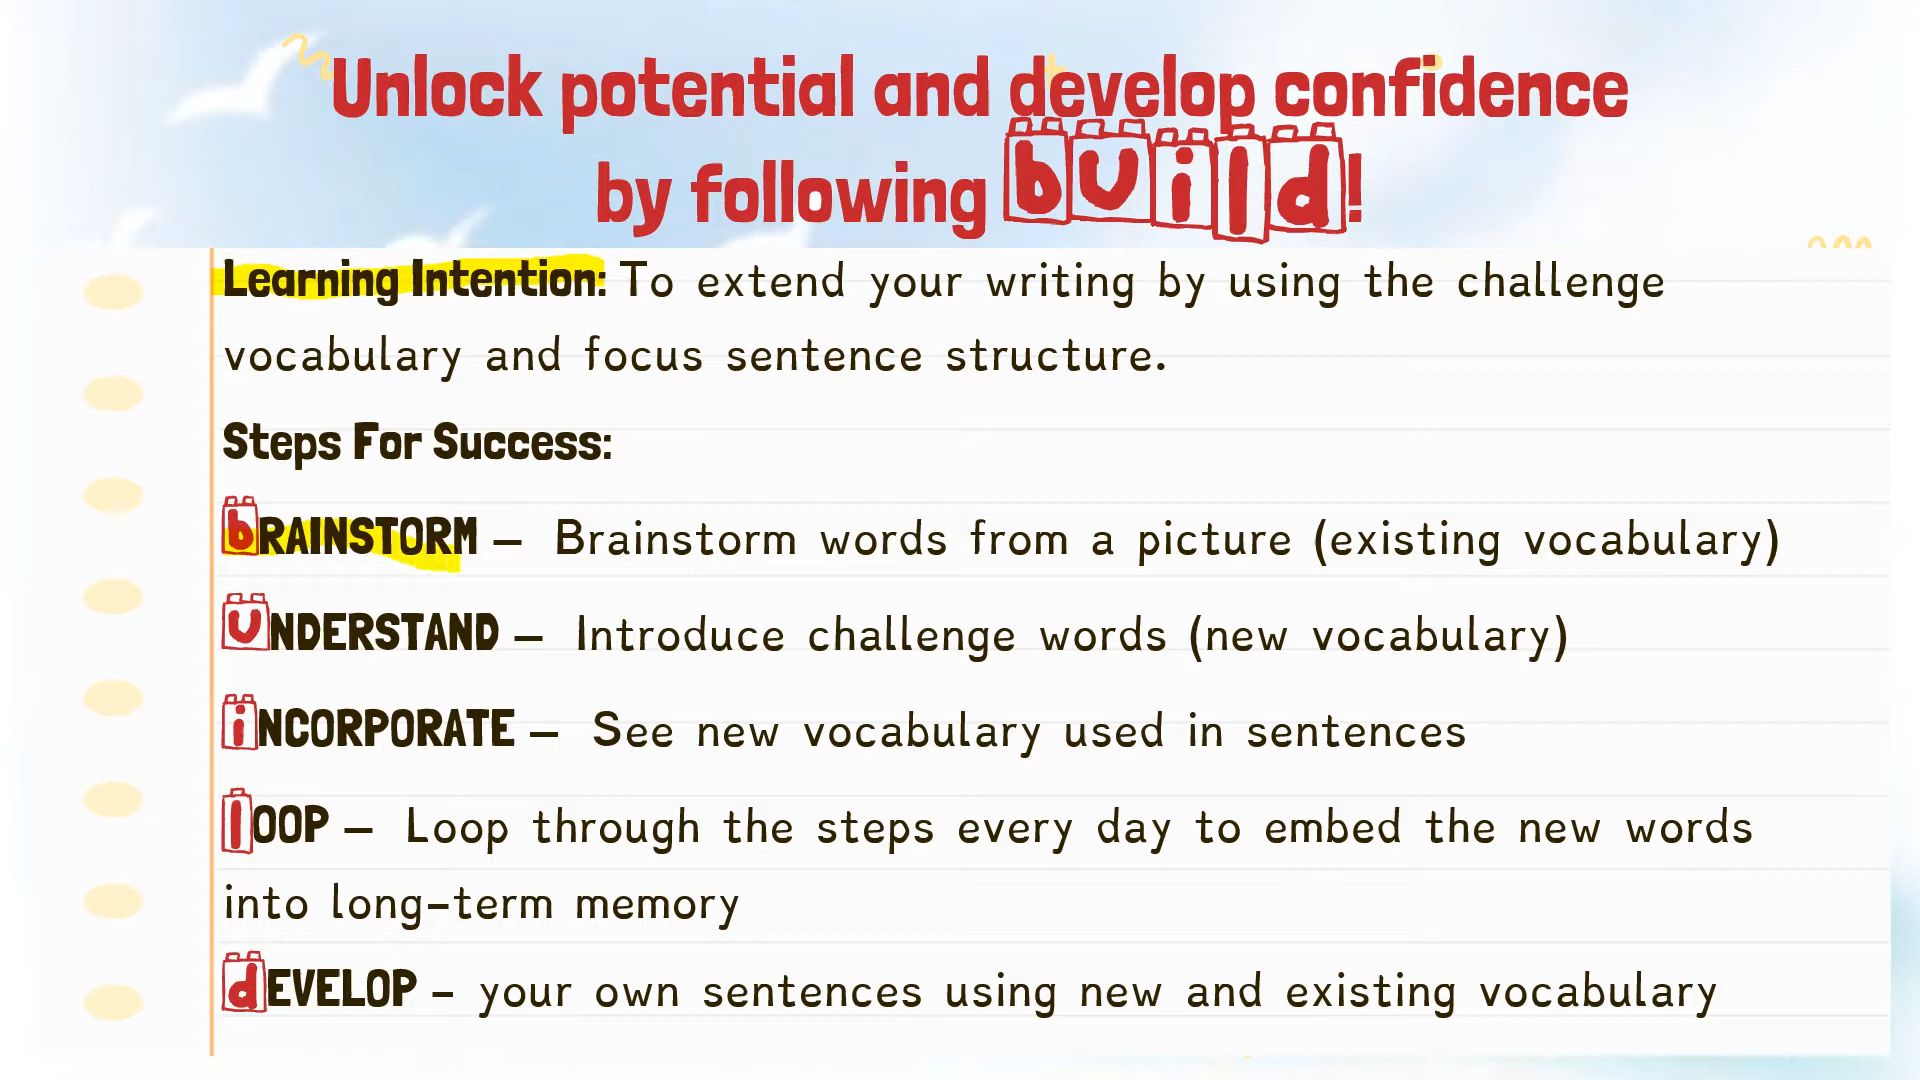 Unlock potential and develop confidence
by following build!
Learning Intention: To extend your writing by using the challenge
vocabulary and focus sentence structure.
Steps For Success:
bRAINSTORM – Brainstorm words from a picture (existing vocabulary)
UNDERSTAND – Introduce challenge words (new vocabulary)
iNCORPORATE – See new vocabulary used in sentences
lOOP – Loop through the steps every day to embed the new words
into long-term memory
dEVELOP – your own sentences using new and existing vocabulary